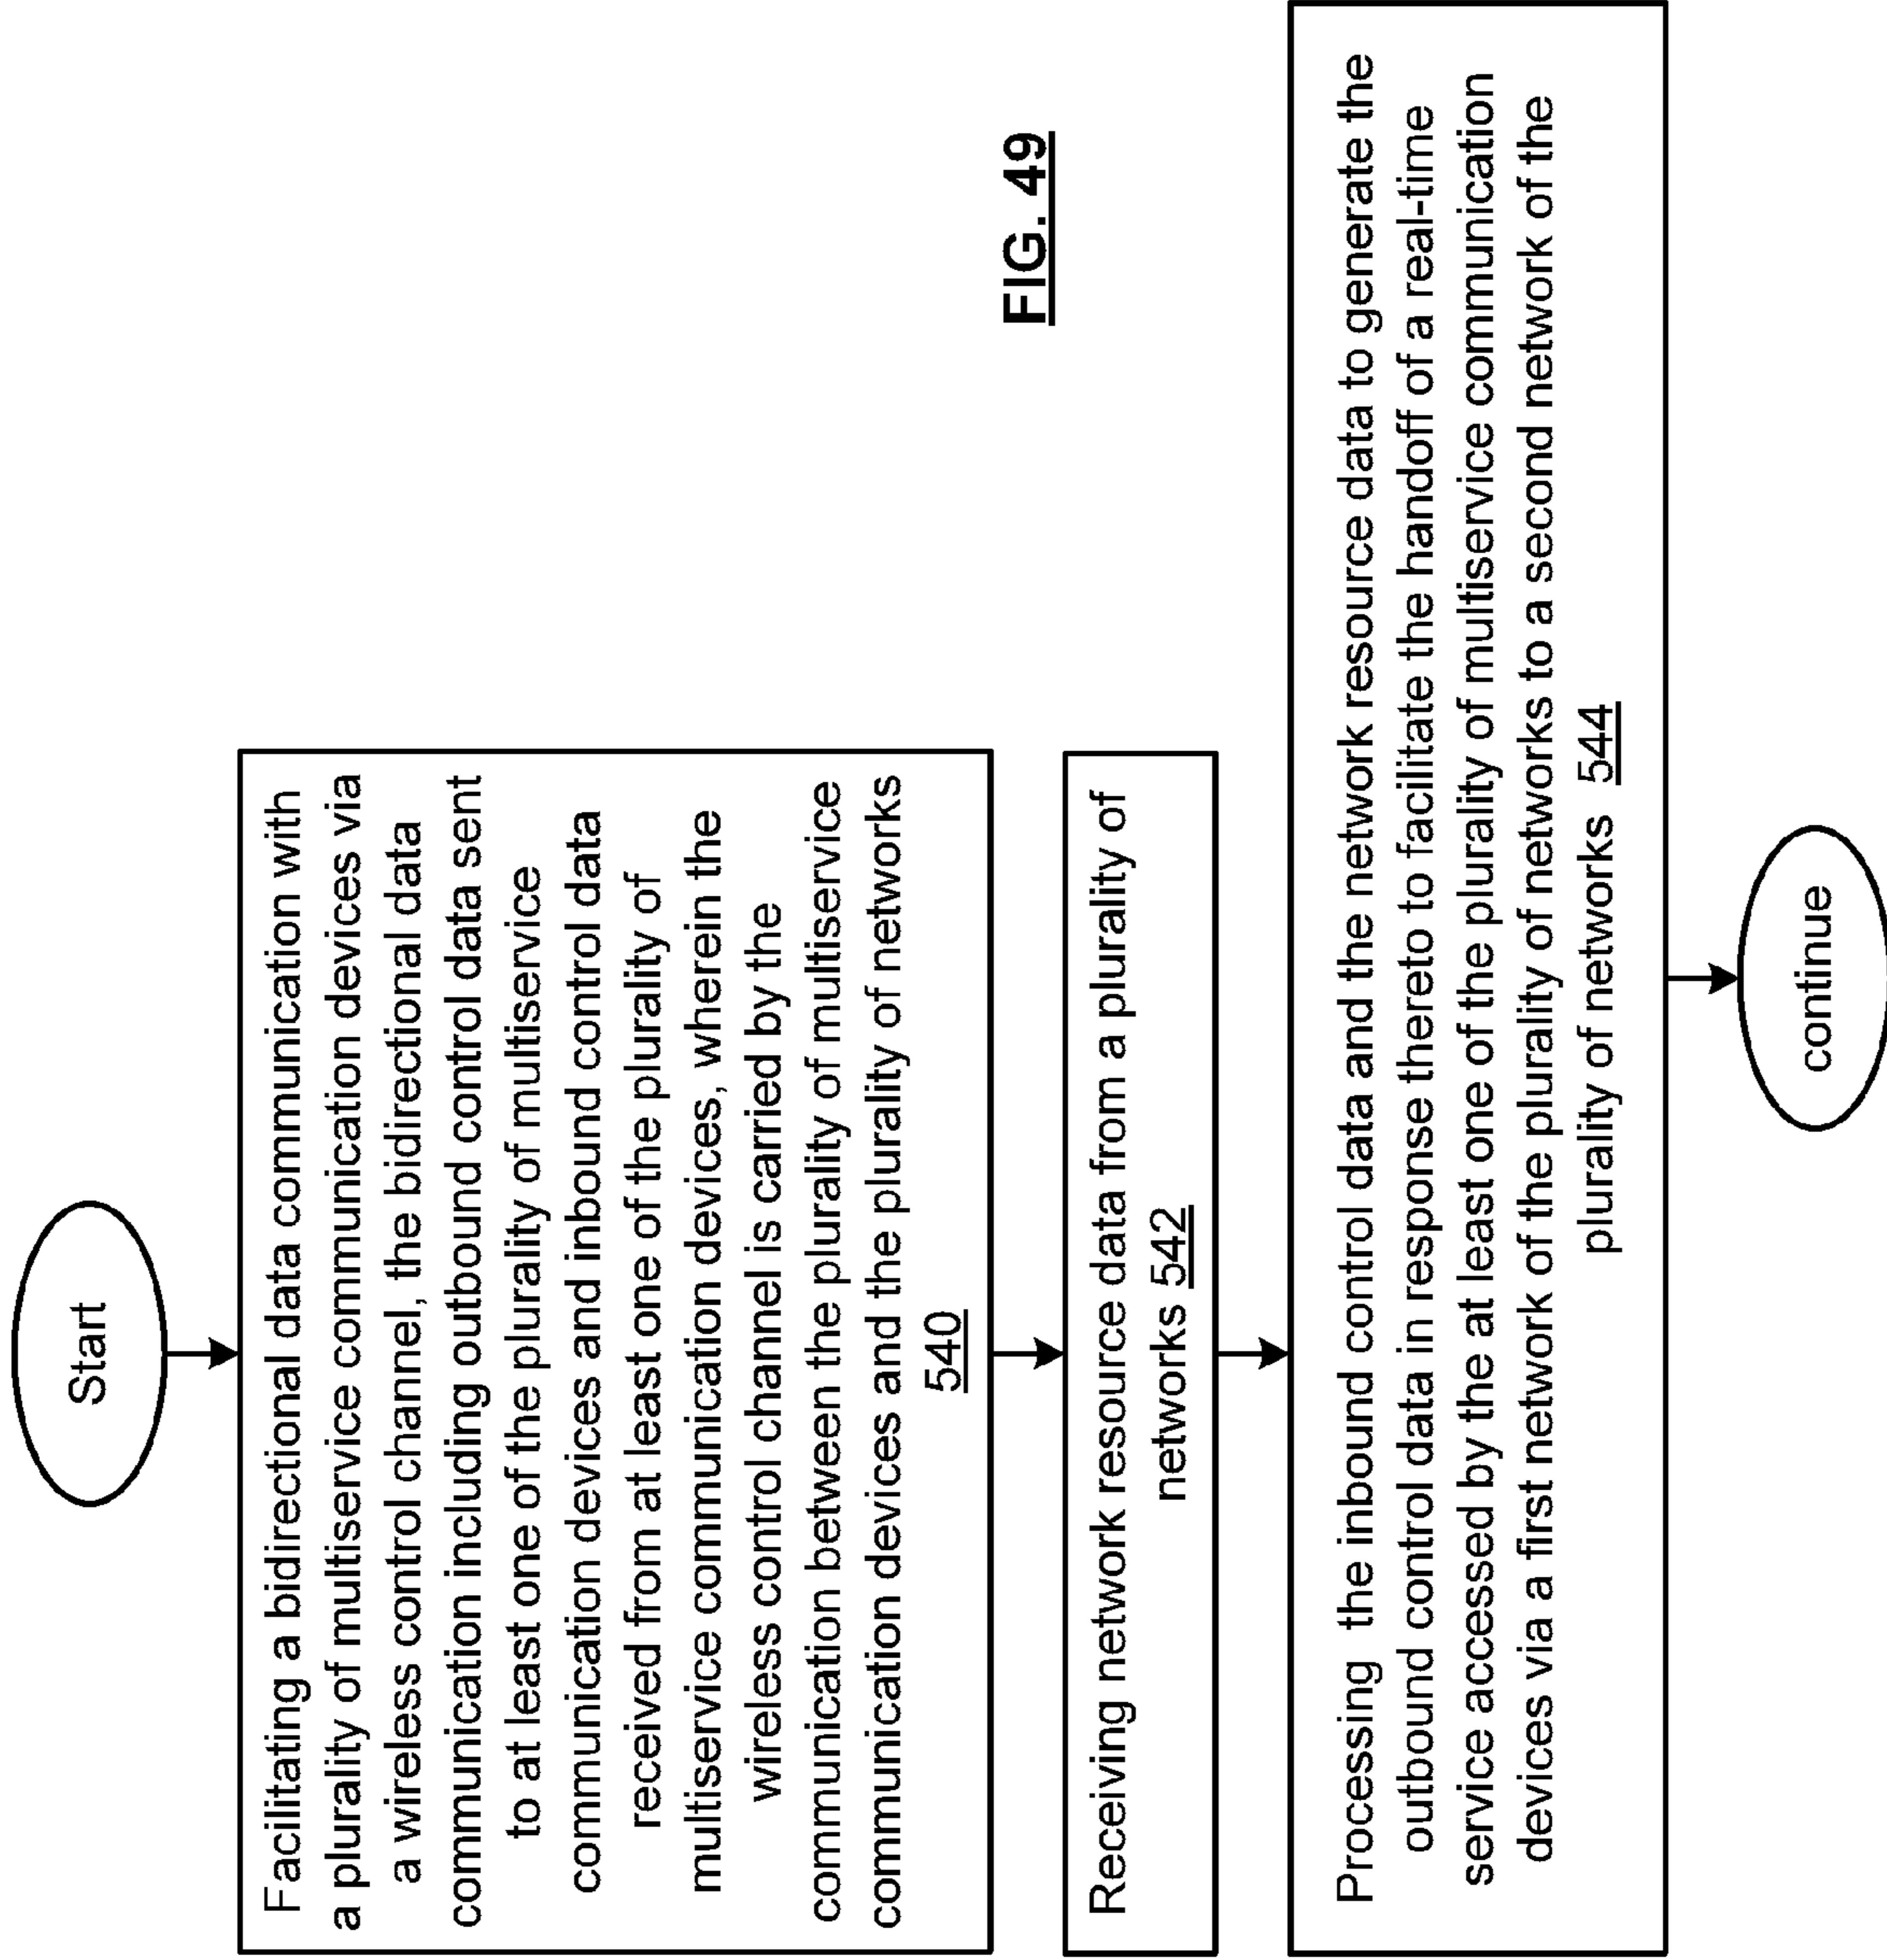 Start
Facilitating a bidirectional data communication with
a plurality of multiservice communication devices via
a wireless control channel, the bidirectional data
communication including outbound control data sent
to at least one of the plurality of multiservice
communication devices and inbound control data
received from at least one of the plurality of
multiservice communication devices, wherein the
wireless control channel is carried by the
communication between the plurality of multiservice
communication devices and the plurality of networks
540
Receiving network resource data from a plurality of
networks 542
FIG. 49
Processing the inbound control data and the network resource data to generate the
outbound control data in response thereto to facilitate the handoff of a real-time
service accessed by the at least one of the plurality of multiservice communication
devices via a first network of the plurality of networks to a second network of the
plurality of networks 544
continue